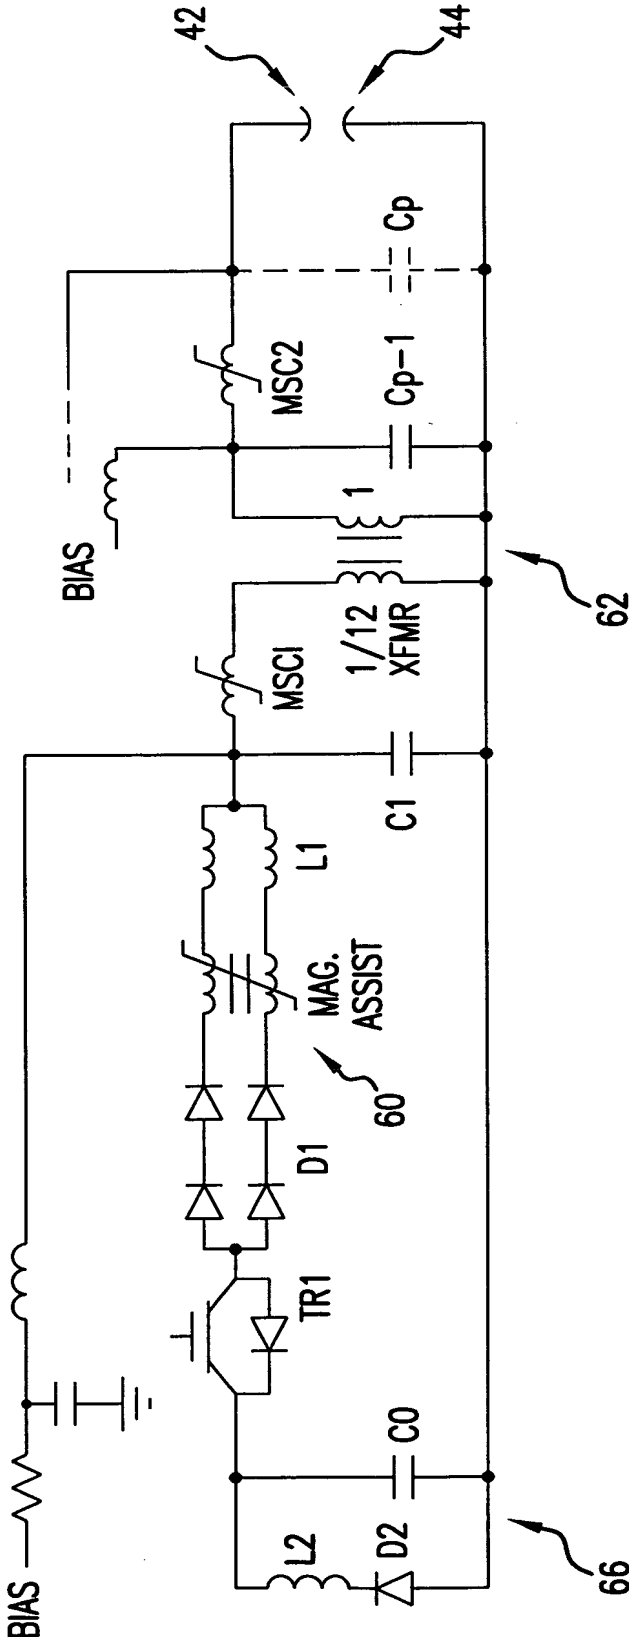 42
44
BIAS
BIAS
MSC1
MSC2
1/12
XFMR
1
Cp-1
Cp
C1
L1
MAG.
ASSIST
60
D1
TR1
C0
L2
D2
62
66